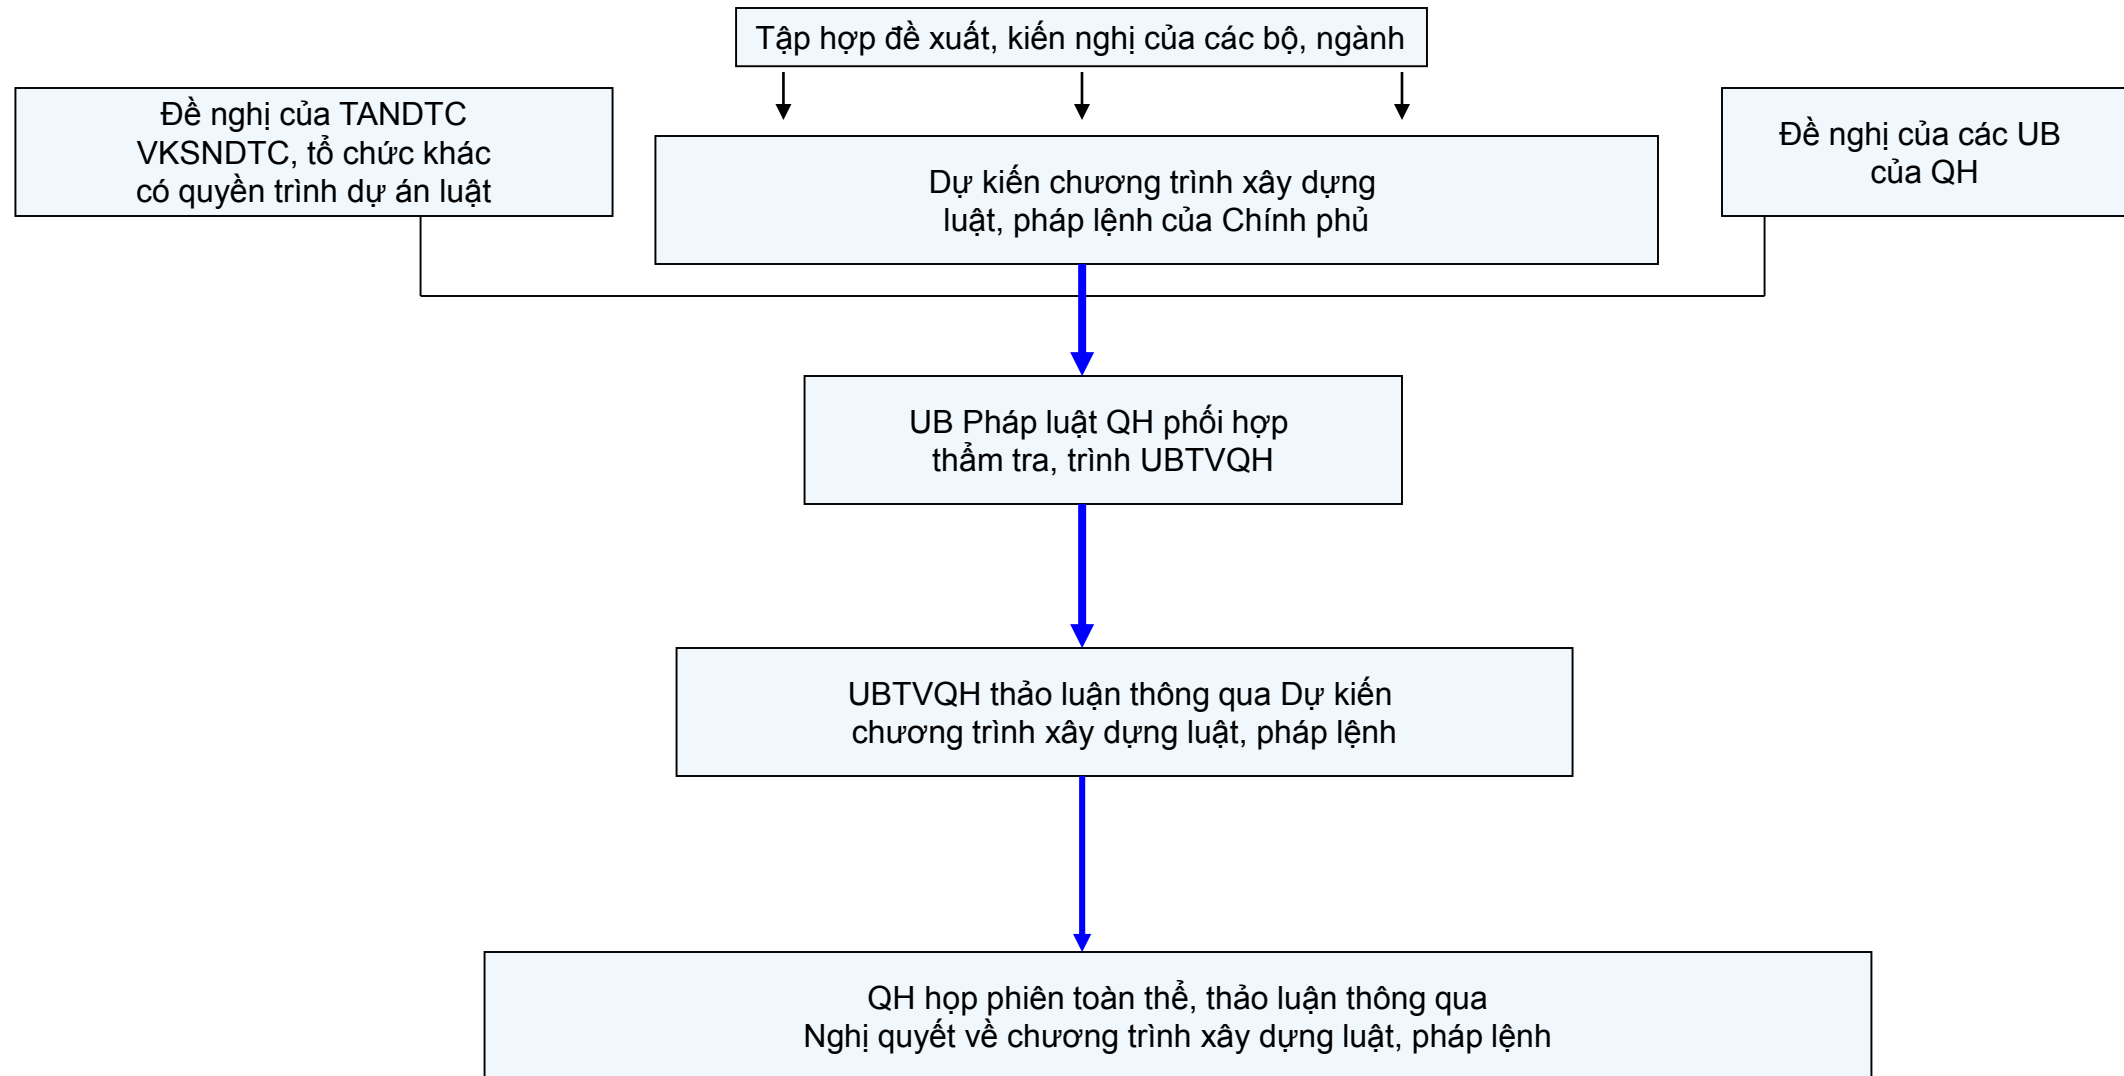 Tập hợp đề xuất, kiến nghị của các bộ, ngành
Đề nghị của TANDTC
VKSNDTC, tổ chức khác
có quyền trình dự án luật
Dự kiến chương trình xây dựng
luật, pháp lệnh của Chính phủ
Đề nghị của các UB
của QH
UB Pháp luật QH phối hợp
thẩm tra, trình UBTVQH
UBTVQH thảo luận thông qua Dự kiến
chương trình xây dựng luật, pháp lệnh
QH họp phiên toàn thể, thảo luận thông qua
Nghị quyết về chương trình xây dựng luật, pháp lệnh